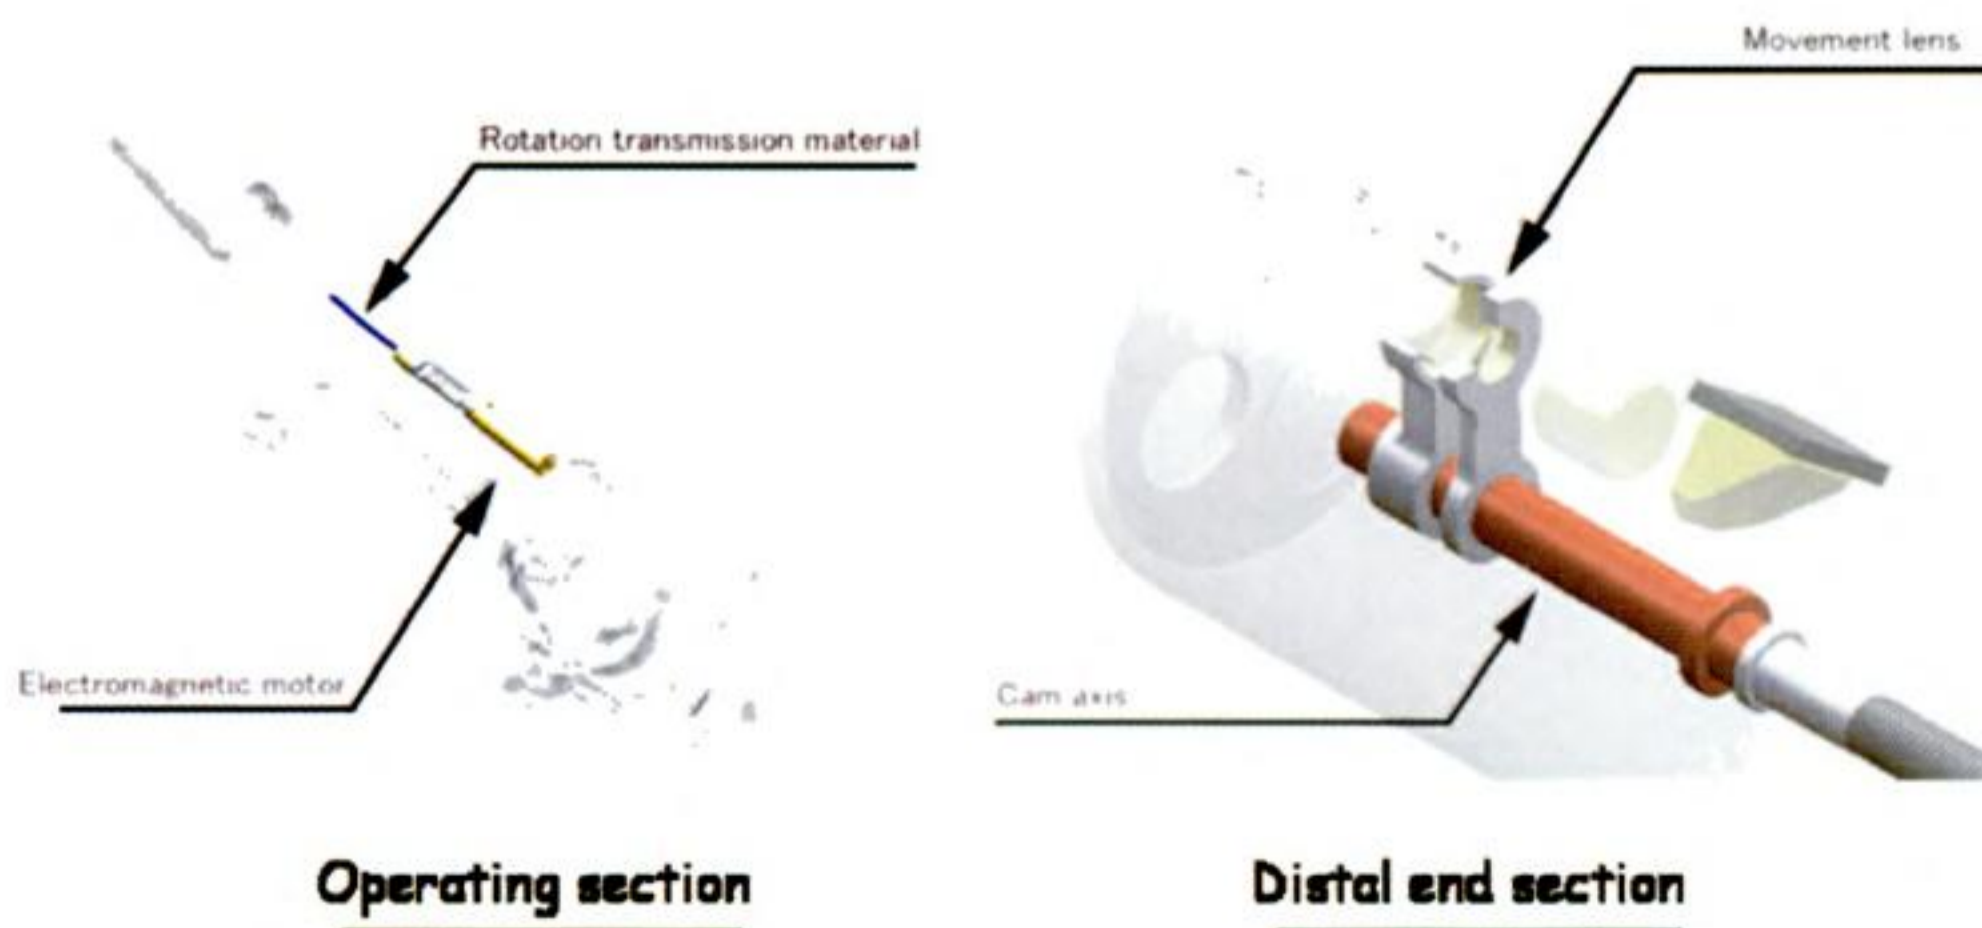 Movement lens
Rotation transmission material
Electromagnetic motor
Cam axis
Operating section
Distal end section